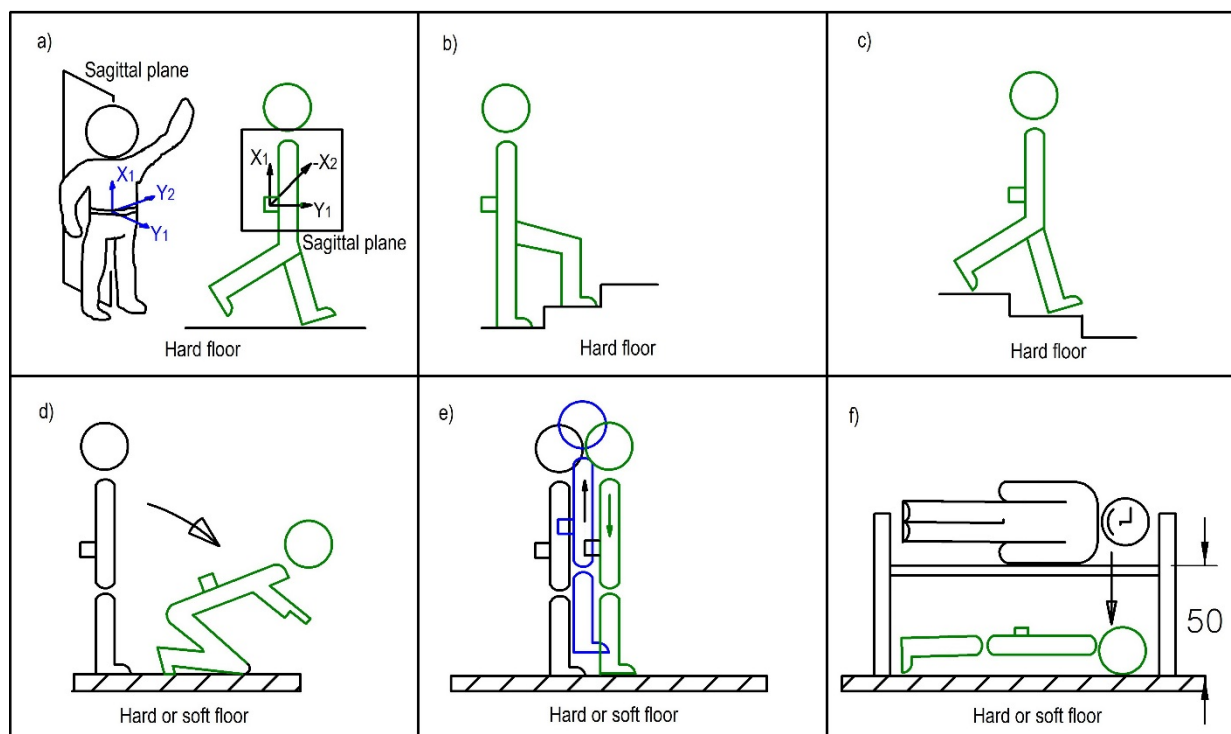 a)
Sagittal plane
X1
Y2
Y1
X1
-X2
Y1
Sagittal plane
Hard floor
b)
Hard floor
c)
Hard floor
d)
Hard or soft floor
e)
Hard or soft floor
f)
50
Hard or soft floor